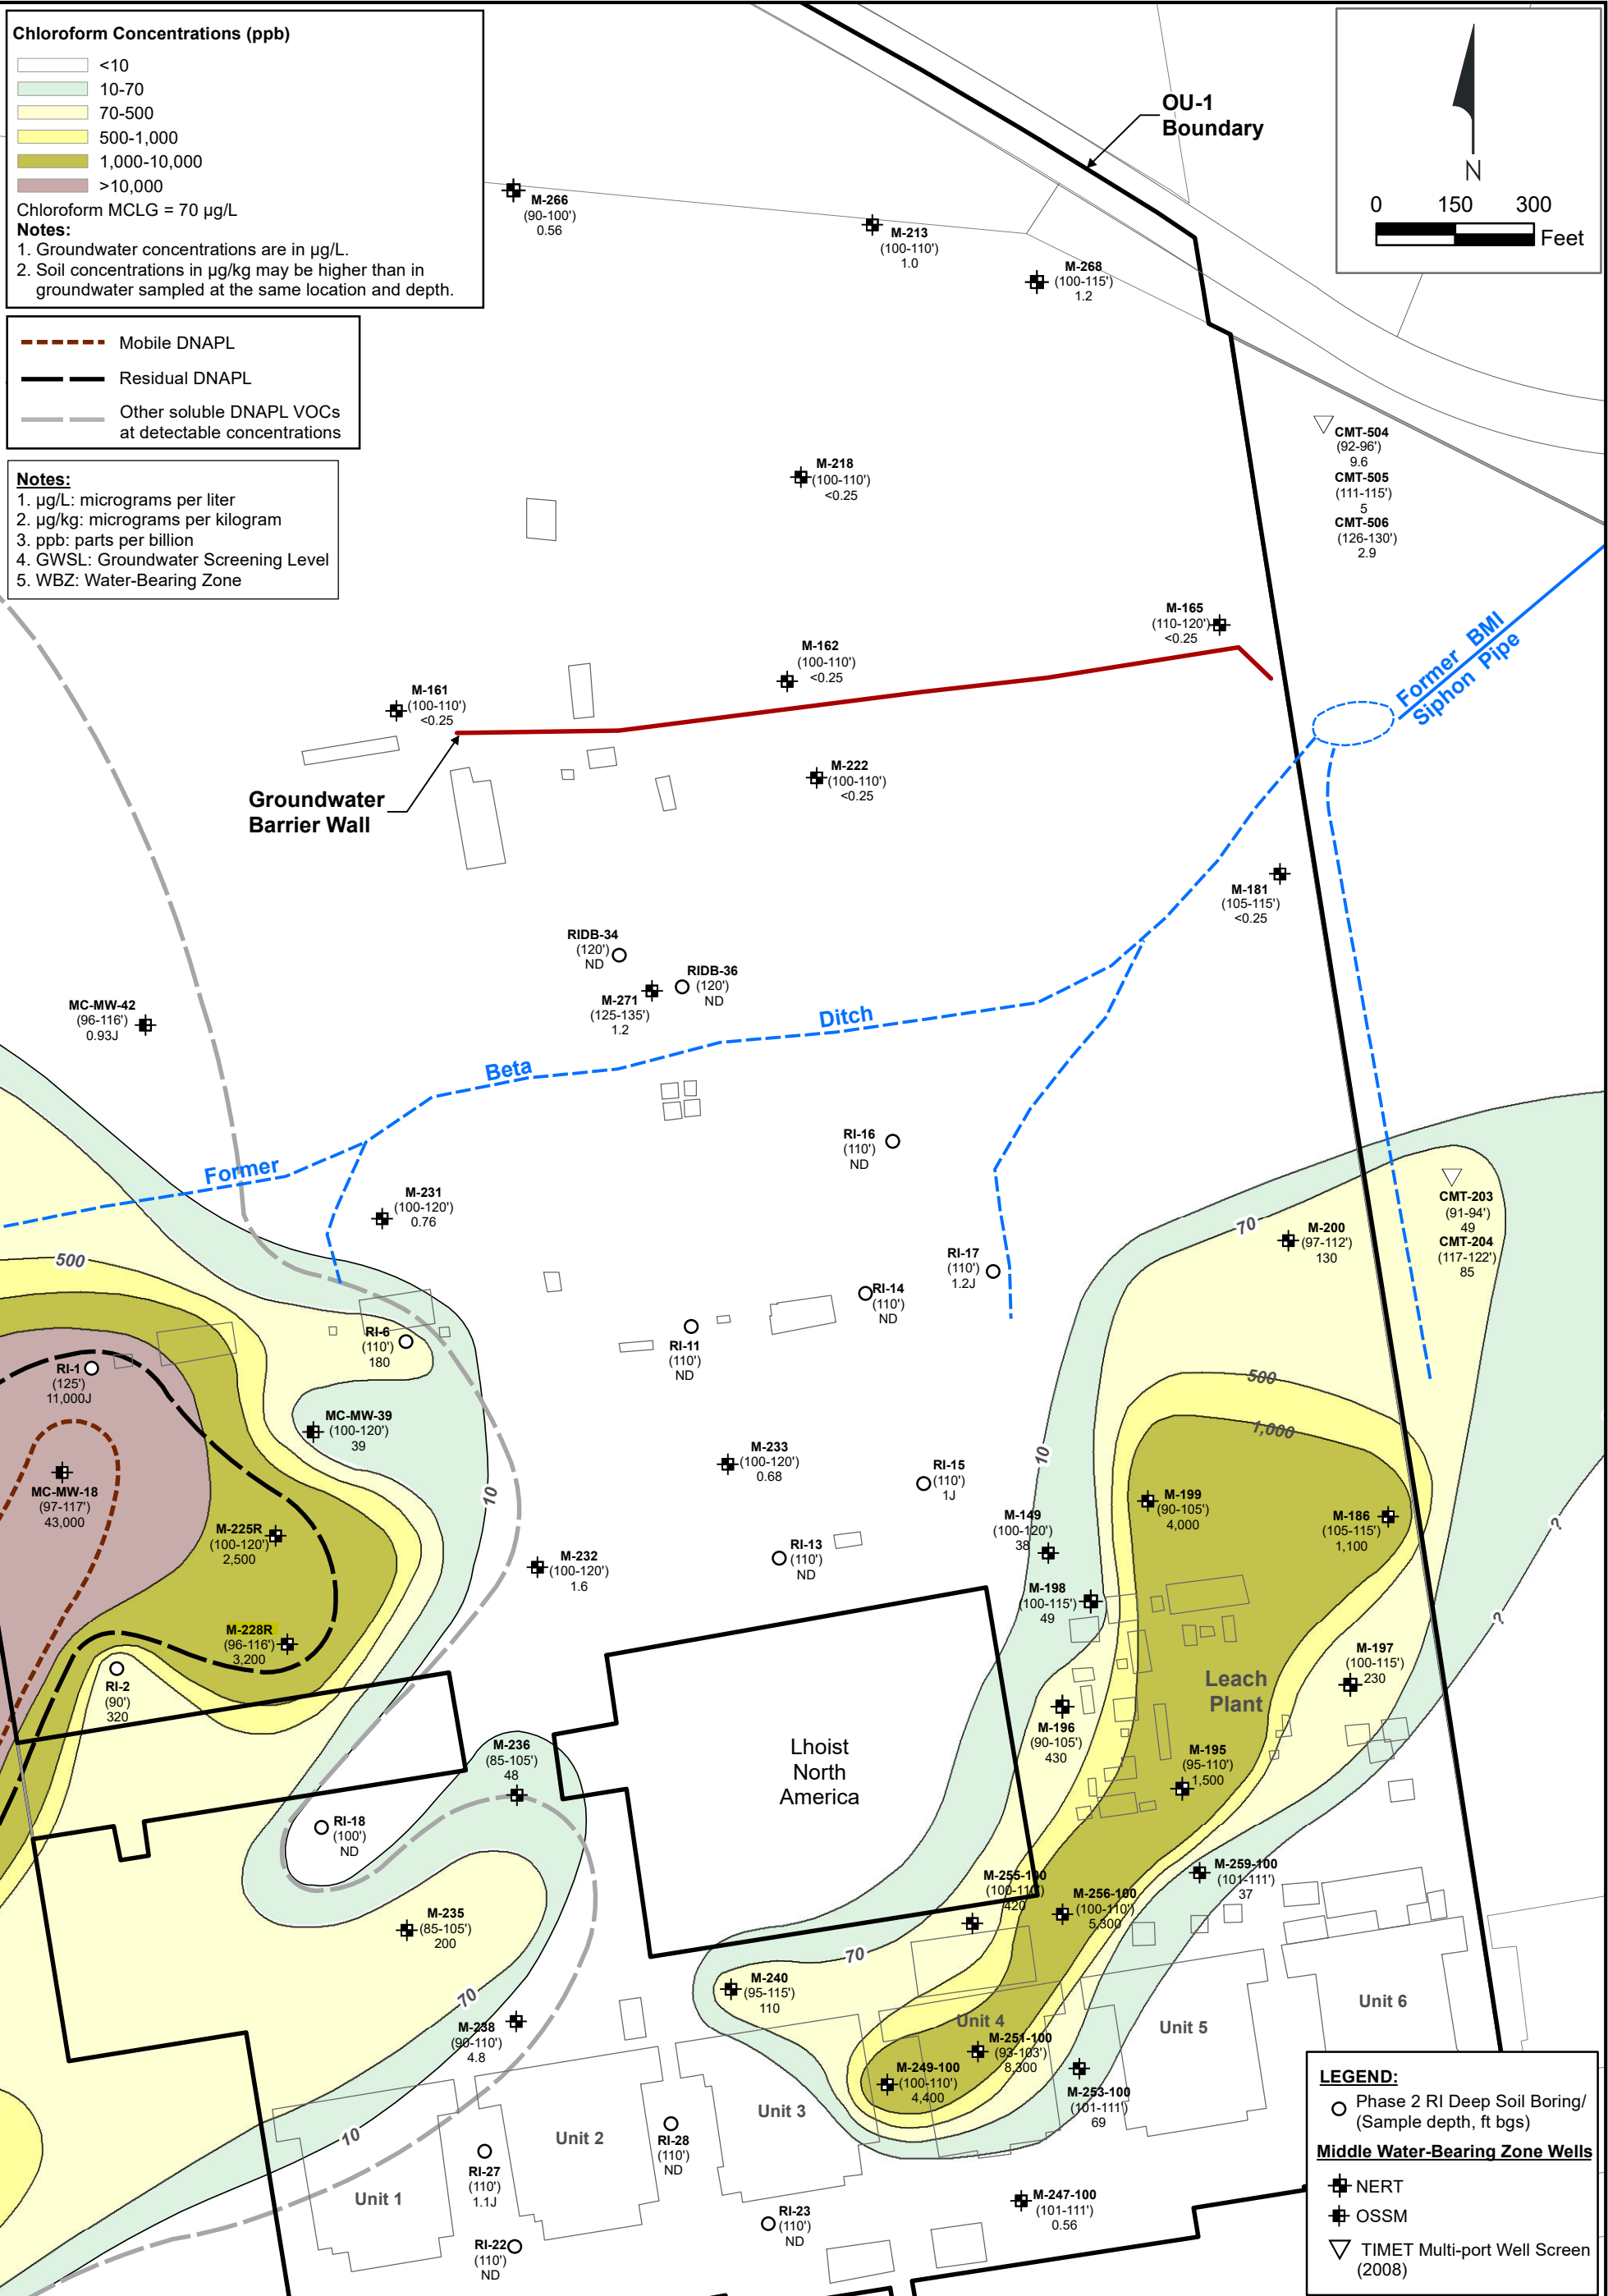 Chloroform Concentrations (ppb)
<10
10-70
70-500
500-1,000
1,000-10,000
>10,000
Chloroform MCLG = 70 µg/L
Notes:
1. Groundwater concentrations are in µg/L.
2. Soil concentrations in µg/kg may be higher than in
groundwater sampled at the same location and depth.
Mobile DNAPL
Residual DNAPL
Other soluble DNAPL VOCs
at detectable concentrations
Notes:
1. µg/L: micrograms per liter
2. µg/kg: micrograms per kilogram
3. ppb: parts per billion
4. GWSL: Groundwater Screening Level
5. WBZ: Water-Bearing Zone
OU-1
Boundary
N
0 150 300
Feet
M-266
(90-100')
0.56
M-213
(100-110')
1.0
M-268
(100-115')
1.2
CMT-504
(92-96')
9.6
CMT-505
(111-115')
5
CMT-506
(126-130')
2.9
M-218
(100-110')
<0.25
M-165
(110-120')
<0.25
M-162
(100-110')
<0.25
M-161
(100-110')
<0.25
Former BMI
Siphon Pipe
M-222
(100-110')
<0.25
Groundwater
Barrier Wall
M-181
(105-115')
<0.25
RIDB-34
(120')
ND
RIDB-36
(120')
ND
M-271
(125-135')
1.2
MC-MW-42
(96-116')
0.93J
Ditch
Beta
Former
RI-16
(110')
ND
M-231
(100-120')
0.76
70
M-200
(97-112')
130
CMT-203
(91-94')
49
CMT-204
(117-122')
85
500
RI-17
(110')
1.2J
RI-14
(110')
ND
RI-11
(110')
ND
RI-6
(110')
180
RI-1
(125')
11,000J
500
1,000
MC-MW-39
(100-120')
39
M-233
(100-120')
0.68
10
RI-15
(110')
1J
MC-MW-18
(97-117')
43,000
10
M-199
(90-105')
4,000
M-186
(105-115')
1,100
?
M-225R
(100-120')
2,500
M-149
(100-120')
38
M-232
(100-120')
1.6
RI-13
(110')
ND
M-198
(100-115')
49
?
M-228R
(96-116')
3,200
RI-2
(90')
320
M-197
(100-115')
230
Leach
Plant
M-196
(90-105')
430
M-236
(85-105')
48
Lhoist
North
America
M-195
(95-110')
1,500
RI-18
(100')
ND
M-259-100
(101-111')
37
M-255-100
(100-110')
420
M-256-100
(100-110')
5,300
M-235
(85-105')
200
70
M-240
(95-115')
110
70
M-238
(90-110')
4.8
Unit 4
M-251-100
(93-103')
8,300
Unit 5
Unit 6
M-249-100
(100-110')
4,400
M-253-100
(101-111')
69
Unit 3
Unit 2
10
RI-28
(110')
ND
RI-27
(110')
1.1J
Unit 1
M-247-100
(101-111')
0.56
RI-23
(110')
ND
RI-22
(110')
ND
LEGEND:
Phase 2 RI Deep Soil Boring/
(Sample depth, ft bgs)
Middle Water-Bearing Zone Wells
NERT
OSSM
TIMET Multi-port Well Screen
(2008)